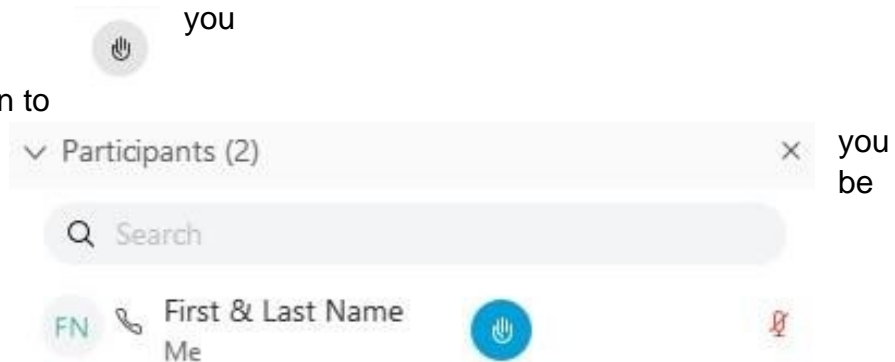 you
n to
Participants (2)
you
be
Search
FN First & Last Name
Me